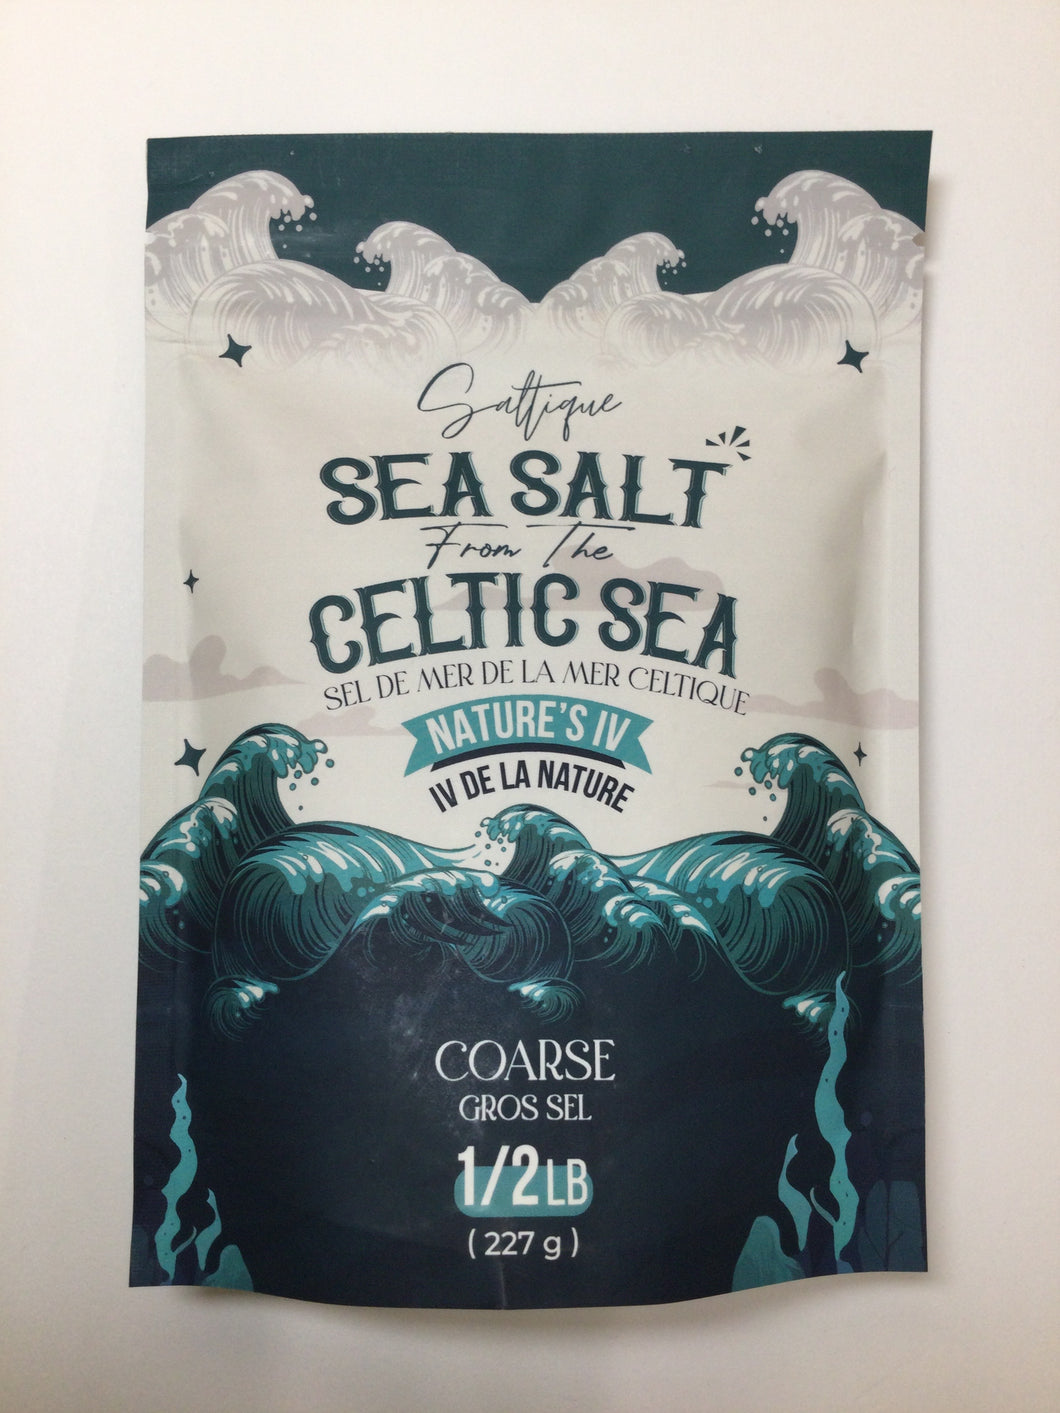 Saltique
SEA SALT
From The
CELTIC SEA
SEL DE MER DE LA MER CELTIQUE
NATURE'S IV
IV DE LA NATURE
COARSE
GROS SEL
1/2 LB
( 227 g )